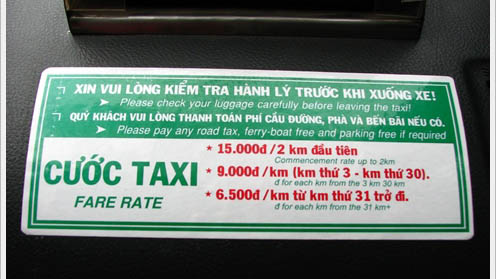 XIN VUI LÒNG KIỂM TRA HÀNH LÝ TRƯỚC KHI XUỐNG XE!
Please check your luggage carefully before leaving the taxi!
QUÝ KHÁCH VUI LÒNG THANH TOÁN PHÍ CẦU ĐƯỜNG, PHÀ VÀ BẾN BÃI NẾU CÓ.
Please pay any road tax, ferry-boat free and parking free if required
CƯỚC TAXI
FARE RATE
* 15.000đ/2 km đầu tiên
Commencement rate up to 2km
* 9.000đ/km (km thứ 3 - km thứ 30).
đ for each km from the 3 km 30 km
* 6.500đ/km từ km thứ 31 trở đi.
đ for each km from the 31 km+